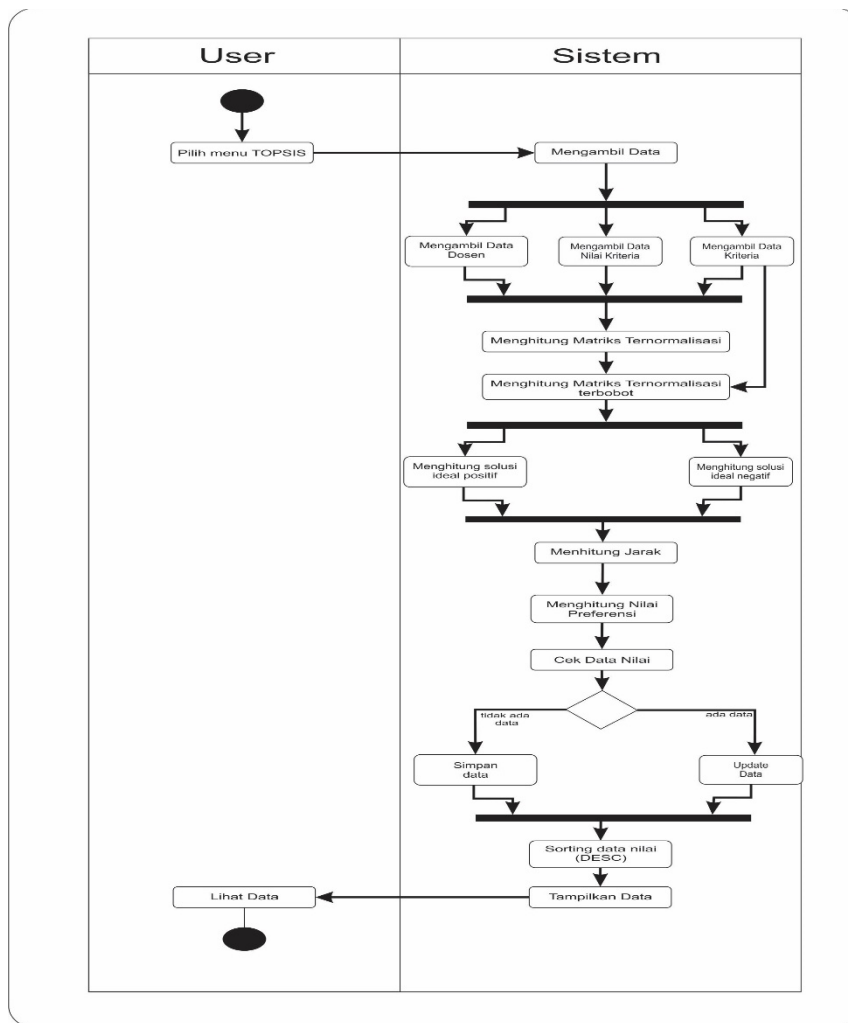 User
Sistem
Pilih menu TOPSIS
Mengambil Data
Mengambil Data
Dosen
Mengambil Data
Nilai Kriteria
Mengambil Data
Kriteria
Menghitung Matriks Ternormalisasi
Menghitung Matriks Ternormalisasi
terbobot
Menghitung solusi
ideal positif
Menghitung solusi
ideal negatif
Menhitung Jarak
Menghitung Nilai
Preferensi
Cek Data Nilai
tidak ada
data
ada data
Simpan
data
Update
Data
Sorting data nilai
(DESC)
Lihat Data
Tampilkan Data